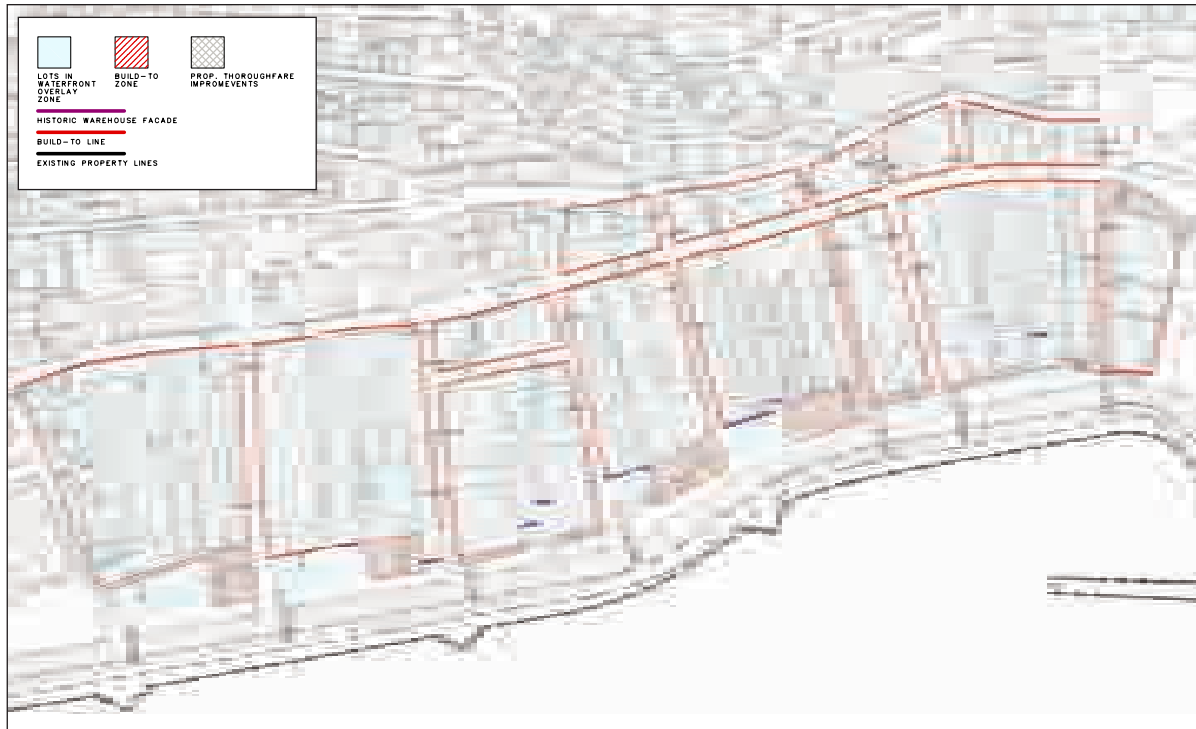 LOTS IN
WATERFRONT
OVERLAY
ZONE
BUILD-TO
ZONE
PROP. THOROUGHFARE
IMPROMEVENTS
HISTORIC WAREHOUSE FACADE
BUILD-TO LINE
EXISTING PROPERTY LINES